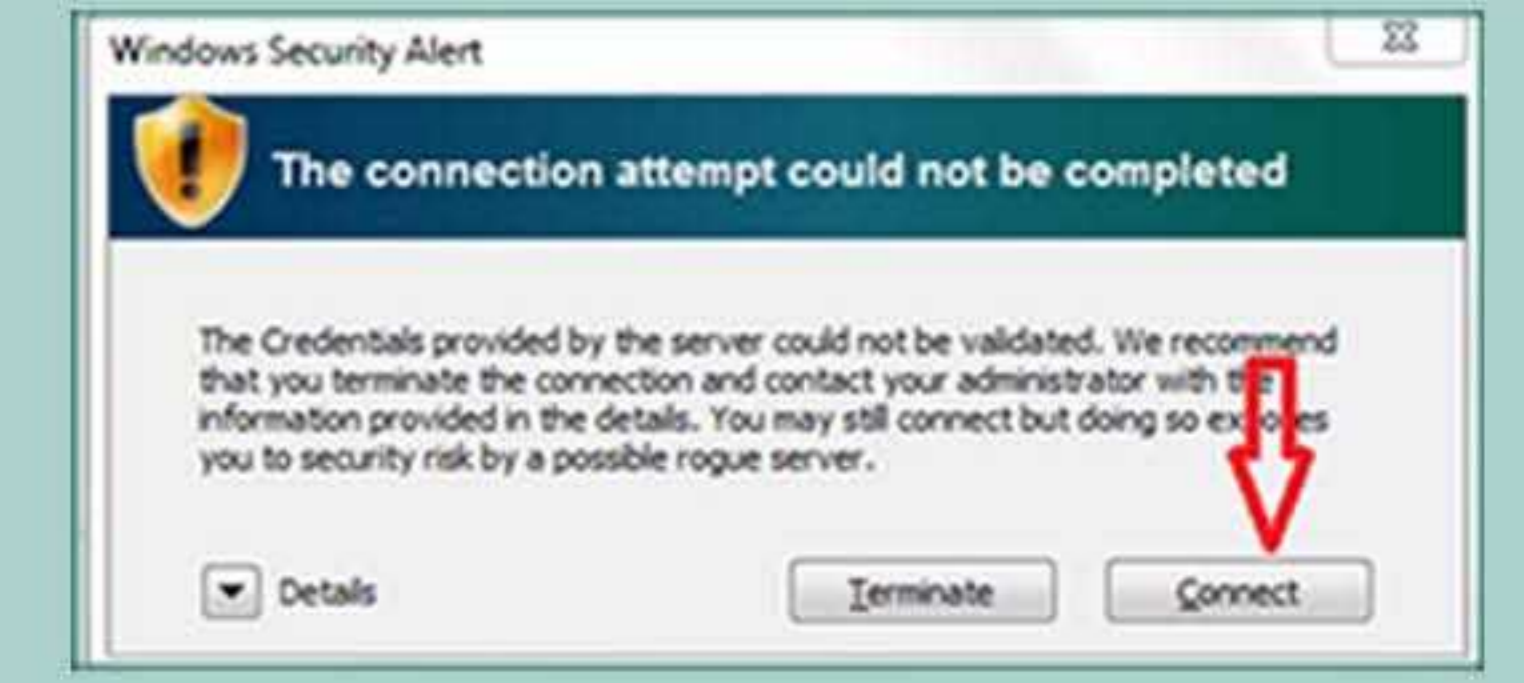 Windows Security Alert
The connection attempt could not be completed
The Credentials provided by the server could not be validated. We recommend
that you terminate the connection and contact your administrator with the
information provided in the details. You may still connect but doing so exposes
you to security risk by a possible rogue server.
Details
Terminate
Connect